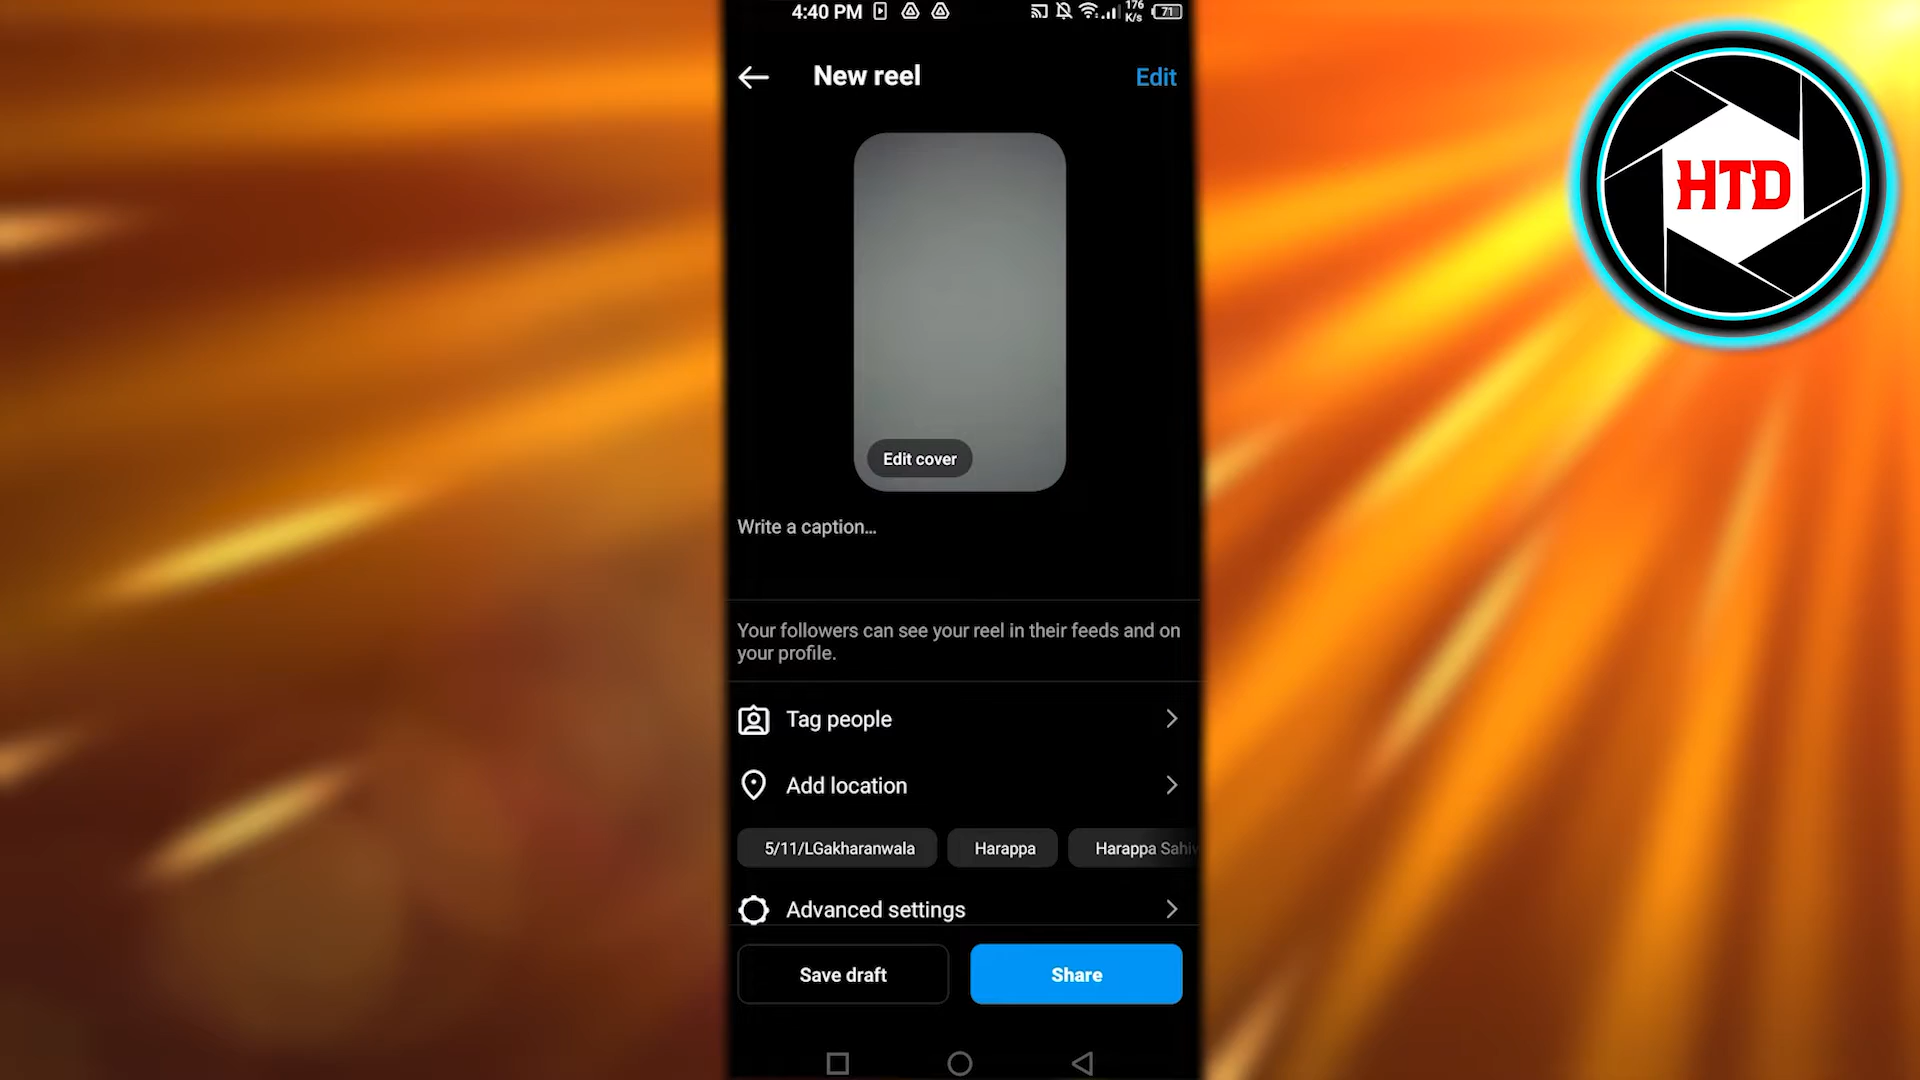 4:40 PM
176
K/s
71
New reel
Edit
HTD
Edit cover
Write a caption...
Your followers can see your reel in their feeds and on
your profile.
Tag people
Add location
5/11/LGakharanwala
Harappa
Harappa
Advanced settings
Save draft
Share